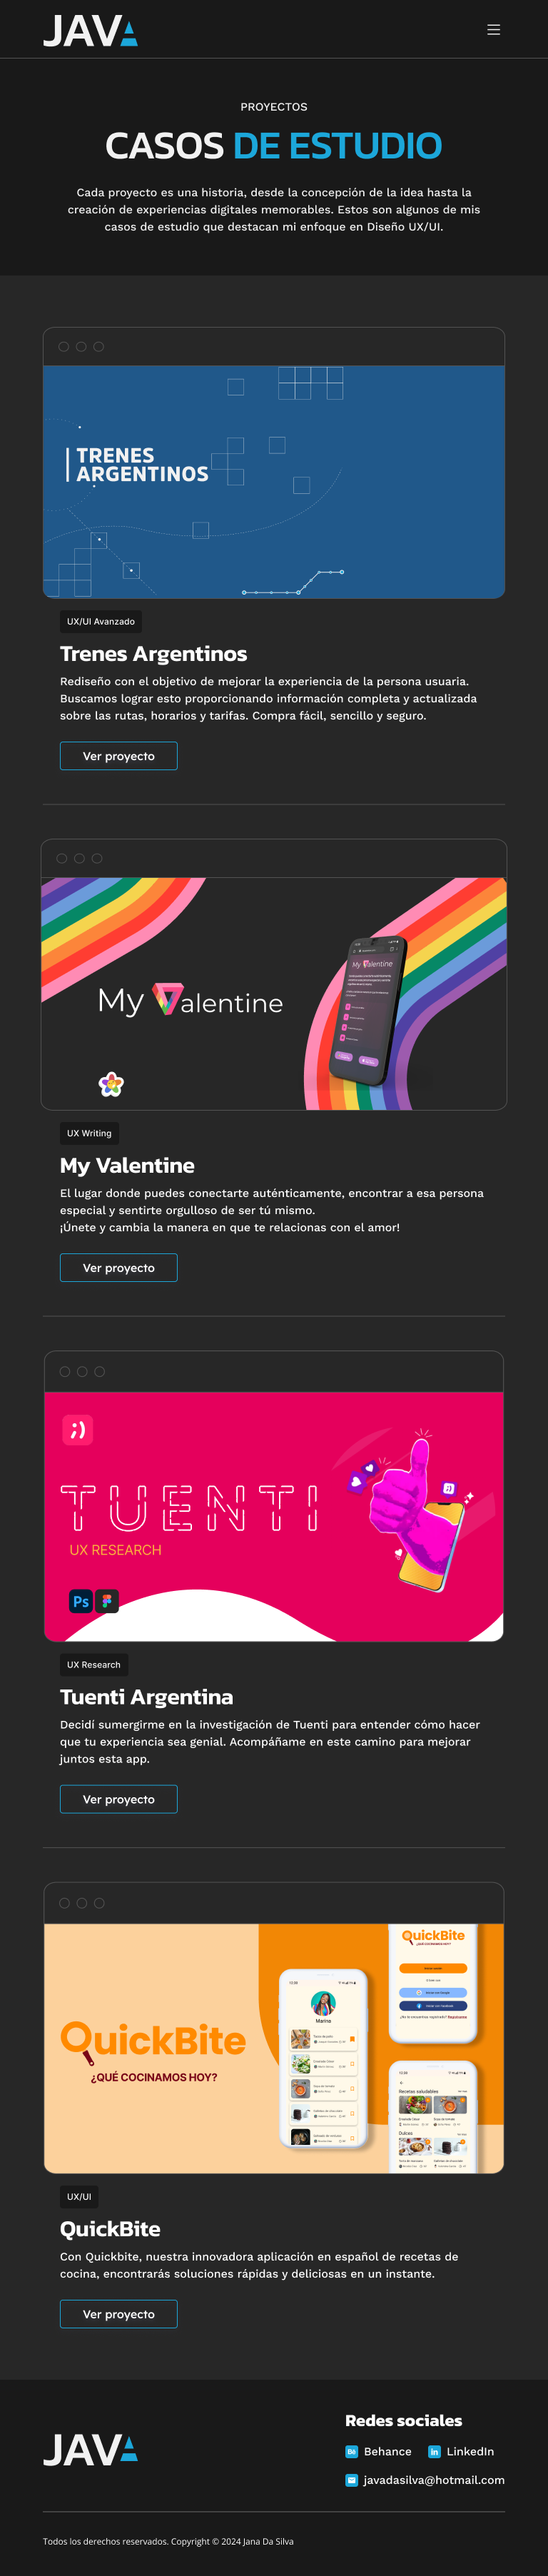 JAVA
PROYECTOS
CASOS DE ESTUDIO
Cada proyecto es una historia, desde la concepción de la idea hasta la
creación de experiencias digitales memorables. Estos son algunos de mis
casos de estudio que destacan mi enfoque en Diseño UX/UI.
TRENES
ARGENTINOS
UX/UI Avanzado
Trenes Argentinos
Rediseño con el objetivo de mejorar la experiencia de la persona usuaria.
Buscamos lograr esto proporcionando información completa y actualizada
sobre las rutas, horarios y tarifas. Compra fácil, sencillo y seguro.
Ver proyecto
My Valentine
My Valentine
UX Writing
My Valentine
El lugar donde puedes conectarte auténticamente, encontrar a esa persona
especial y sentirte orgulloso de ser tú mismo.
¡Únete y cambia la manera en que te relacionas con el amor!
Ver proyecto
TUENTI
UX RESEARCH
Ps
UX Research
Tuenti Argentina
Decidí sumergirme en la investigación de Tuenti para entender cómo hacer
que tu experiencia sea genial. Acompáñame en este camino para mejorar
juntos esta app.
Ver proyecto
QuickBite
¿QUÉ COCINAMOS HOY?
Marina
QuickBite
¿QUÉ COCINAMOS HOY?
Recetas saludables
Dulces
UX/UI
QuickBite
Con Quickbite, nuestra innovadora aplicación en español de recetas de
cocina, encontrarás soluciones rápidas y deliciosas en un instante.
Ver proyecto
JAVA
Redes sociales
Behance
LinkedIn
javadasilva@hotmail.com
Todos los derechos reservados. Copyright © 2024 Jana Da Silva